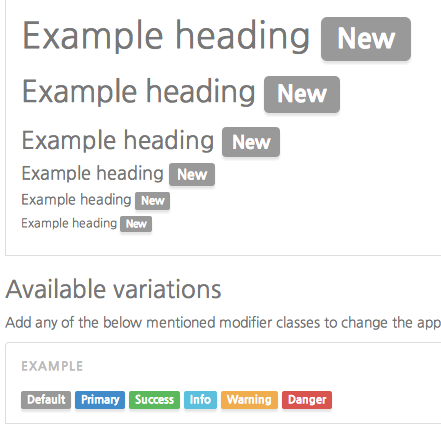 Example heading New
Example heading New
Example heading New
Example heading New
Example heading New
Example heading New
Available variations
Add any of the below mentioned modifier classes to change the app
EXAMPLE
Default Primary Success Info Warning Danger